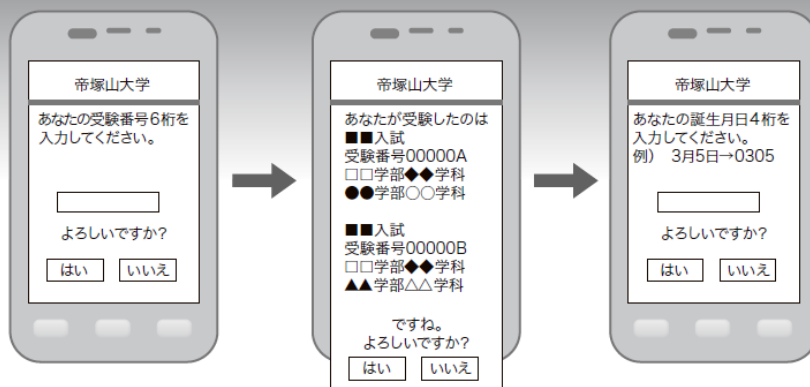 帝塚山大学
あなたの受験番号6桁を
入力してください。
よろしいですか?
はい
いいえ
帝塚山大学
あなたが受験したのは
■■入試
受験番号00000A
□□学部◆◆学科
●●学部○○学科
■■入試
受験番号00000B
□□学部◆◆学科
▲▲学部△△学科
ですね。
よろしいですか?
はい
いいえ
帝塚山大学
あなたの誕生月日4桁を
入力してください。
例) 3月5日→0305
よろしいですか?
はい
いいえ